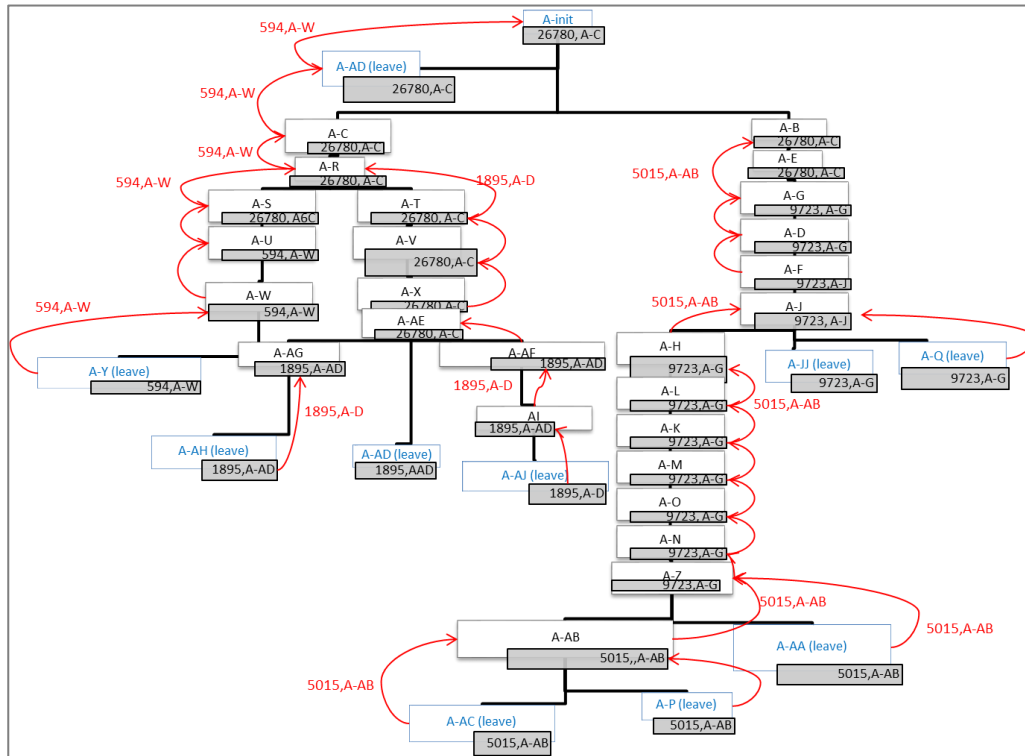 A-init
26780, A-C
594,A-W
A-AD (leave)
26780,A-C
594,A-W
A-C
26780,A-C
A-B
26780,A-C
594,A-W
A-R
26780,A-C
A-E
26780,A-C
594,A-W
1895,A-D
5015,A-AB
A-S
26780, A6C
A-T
26780, A-C
A-G
9723, A-G
A-U
594, A-W
A-V
26780,A-C
A-D
9723, A-G
A-F
9723,A-J
A-W
594,A-W
A-X
26780,A-C
594,A-W
5015,A-AB
A-J
9723, A-J
A-AE
26780,A-C
A-AG
1895,A-AD
A-AF
1895,A-AD
A-H
9723,A-G
A-JJ (leave)
9723,A-G
A-Q (leave)
9723,A-G
A-Y (leave)
594,A-W
1895,A-D
A-L
9723,A-G
5015,A-AB
1895,A-D
AI
1895,A-AD
A-K
9723,A-G
A-AH (leave)
1895,A-AD
A-AD (leave)
1895,AAD
A-AJ (leave)
1895,A-D
A-M
9723,A-G
A-O
9723, A-G
A-N
9723,A-G
A-Z
9723,A-G
5015,A-AB
A-AB
5015,,A-AB
A-AA (leave)
5015,A-AB
5015,A-AB
5015,A-AB
A-AC (leave)
5015,A-AB
A-P (leave)
5015,A-AB